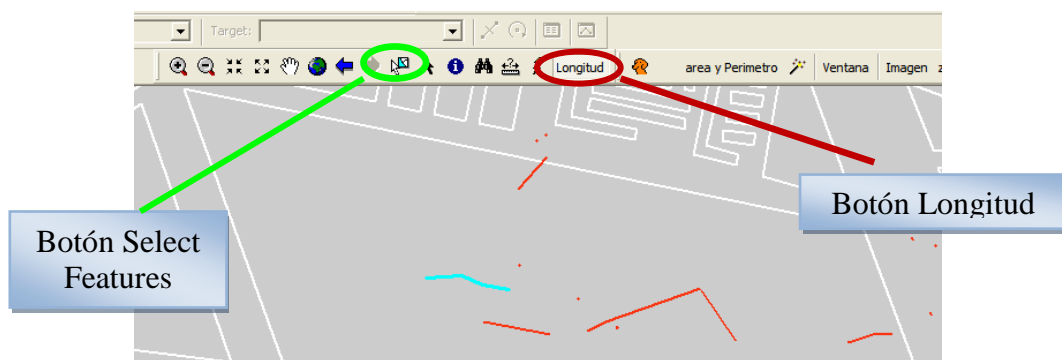 Target:
Longitud area y Perimetro Ventana Imagen z
Botón Longitud
Botón Select
Features